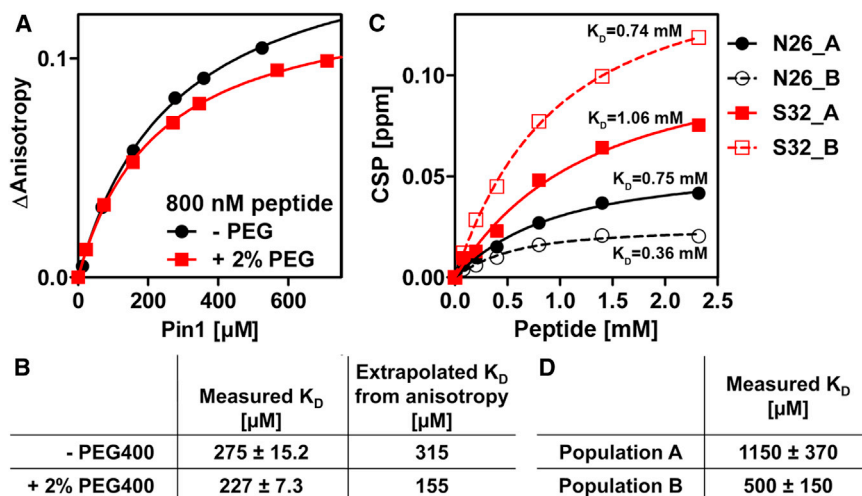 A
ΔAnisotropy
0.1
0.0
800 nM peptide
- PEG
+ 2% PEG
0 200 400 600
Pin1 [µM]
C
CSP [ppm]
0.10
0.05
0.00
K_D=0.74 mM
K_D=1.06 mM
K_D=0.75 mM
K_D=0.36 mM
0.0 0.5 1.0 1.5 2.0 2.5
Peptide [mM]
N26_A
N26_B
S32_A
S32_B
B
Measured K_D [µM]
Extrapolated K_D from anisotropy [µM]
- PEG400 275 ± 15.2 315
+ 2% PEG400 227 ± 7.3 155
D
Measured K_D [µM]
Population A 1150 ± 370
Population B 500 ± 150